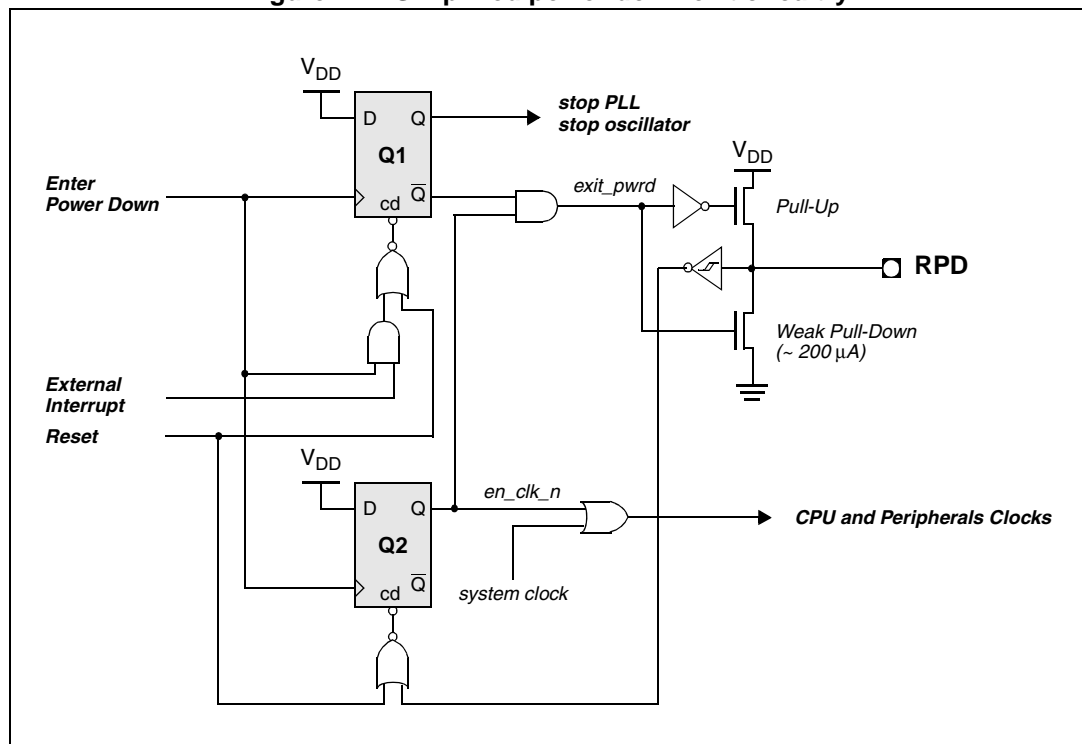 V_DD
D Q
Q1
cd Q̅
stop PLL
stop oscillator
Enter
Power Down
exit_pwrd
V_DD
Pull-Up
RPD
Weak Pull-Down
(~ 200 µA)
External
Interrupt
Reset
V_DD
D Q
Q2
cd Q̅
en_clk_n
system clock
CPU and Peripherals Clocks